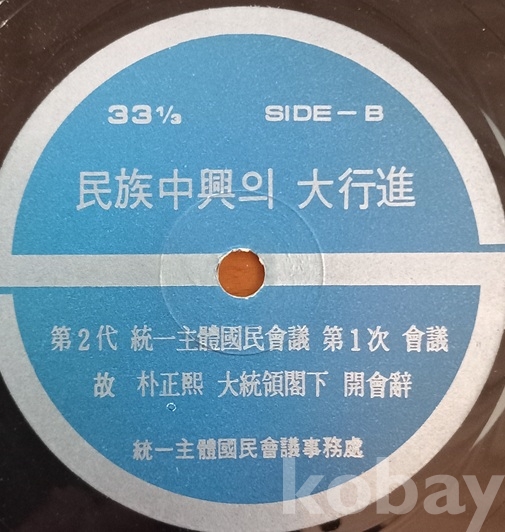 33⅓ SIDE－B
民族中興의 大行進
第2代 統一主體國民會議 第1次 會議
故 朴正熙 大統領閣下 開會辭
統一主體國民會議事務處
kobay